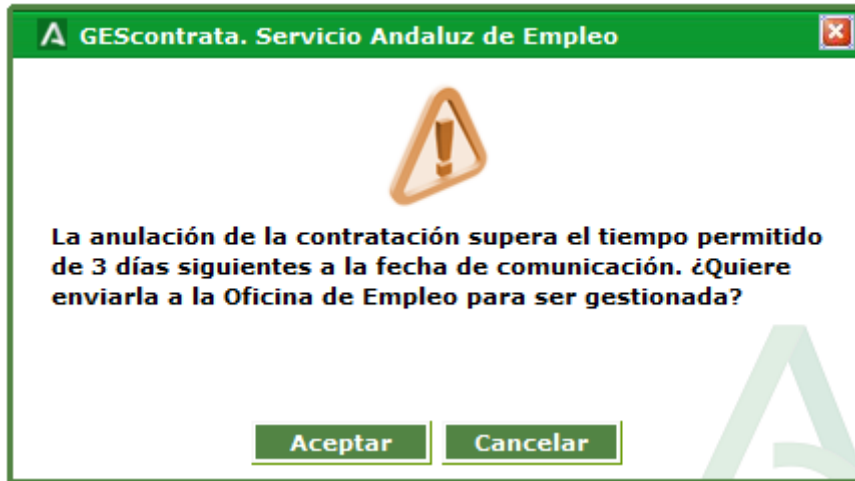 GEScontrata. Servicio Andaluz de Empleo
La anulación de la contratación supera el tiempo permitido
de 3 días siguientes a la fecha de comunicación. ¿Quiere
enviarla a la Oficina de Empleo para ser gestionada?
Aceptar Cancelar